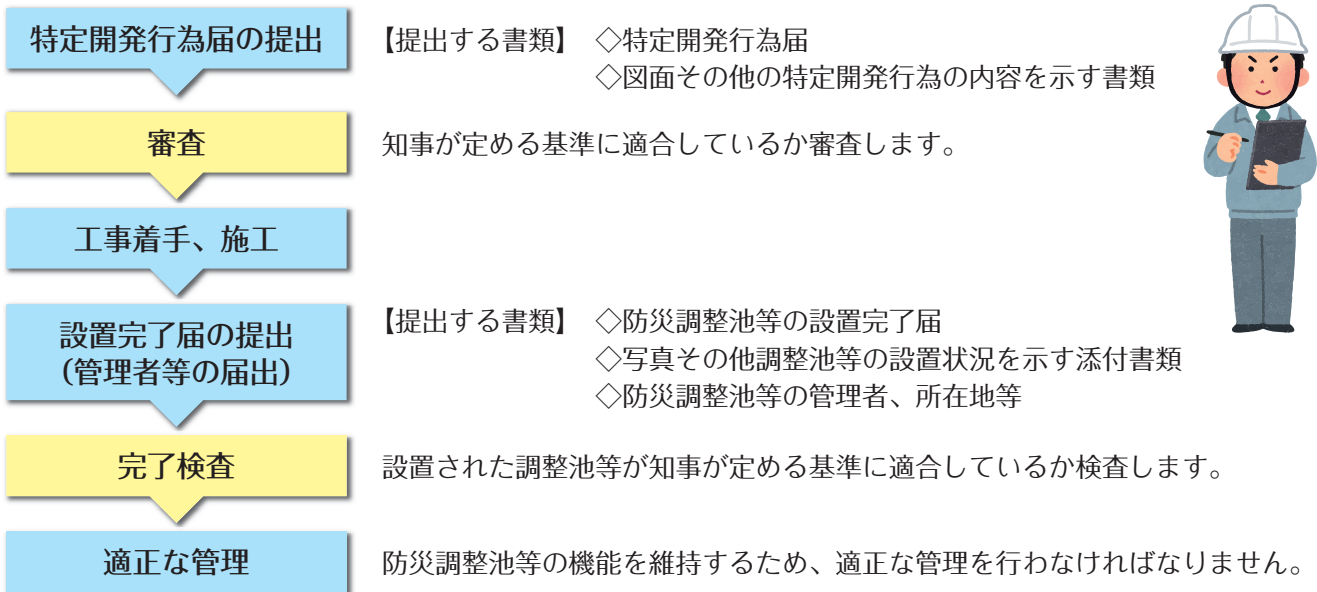 特定開発行為届の提出
【提出する書類】 ◇特定開発行為届
◇図面その他の特定開発行為の内容を示す書類
審査
知事が定める基準に適合しているか審査します。
工事着手、施工
設置完了届の提出
（管理者等の届出）
【提出する書類】 ◇防災調整池等の設置完了届
◇写真その他調整池等の設置状況を示す添付書類
◇防災調整池等の管理者、所在地等
完了検査
設置された調整池等が知事が定める基準に適合しているか検査します。
適正な管理
防災調整池等の機能を維持するため、適正な管理を行わなければなりません。